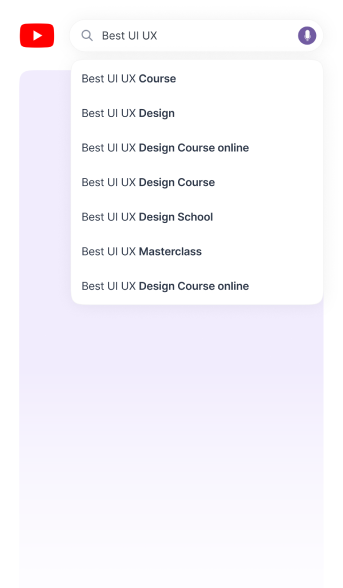 Best UI UX
Best UI UX Course
Best UI UX Design
Best UI UX Design Course online
Best UI UX Design Course
Best UI UX Design School
Best UI UX Masterclass
Best UI UX Design Course online